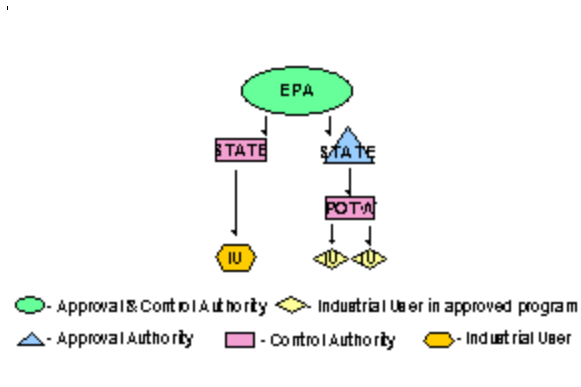 EPA
STATE STATE
POTW
IU IU IU
- Approval & Control Authority - Industrial User in approved program
- Approval Authority - Control Authority - Industrial User